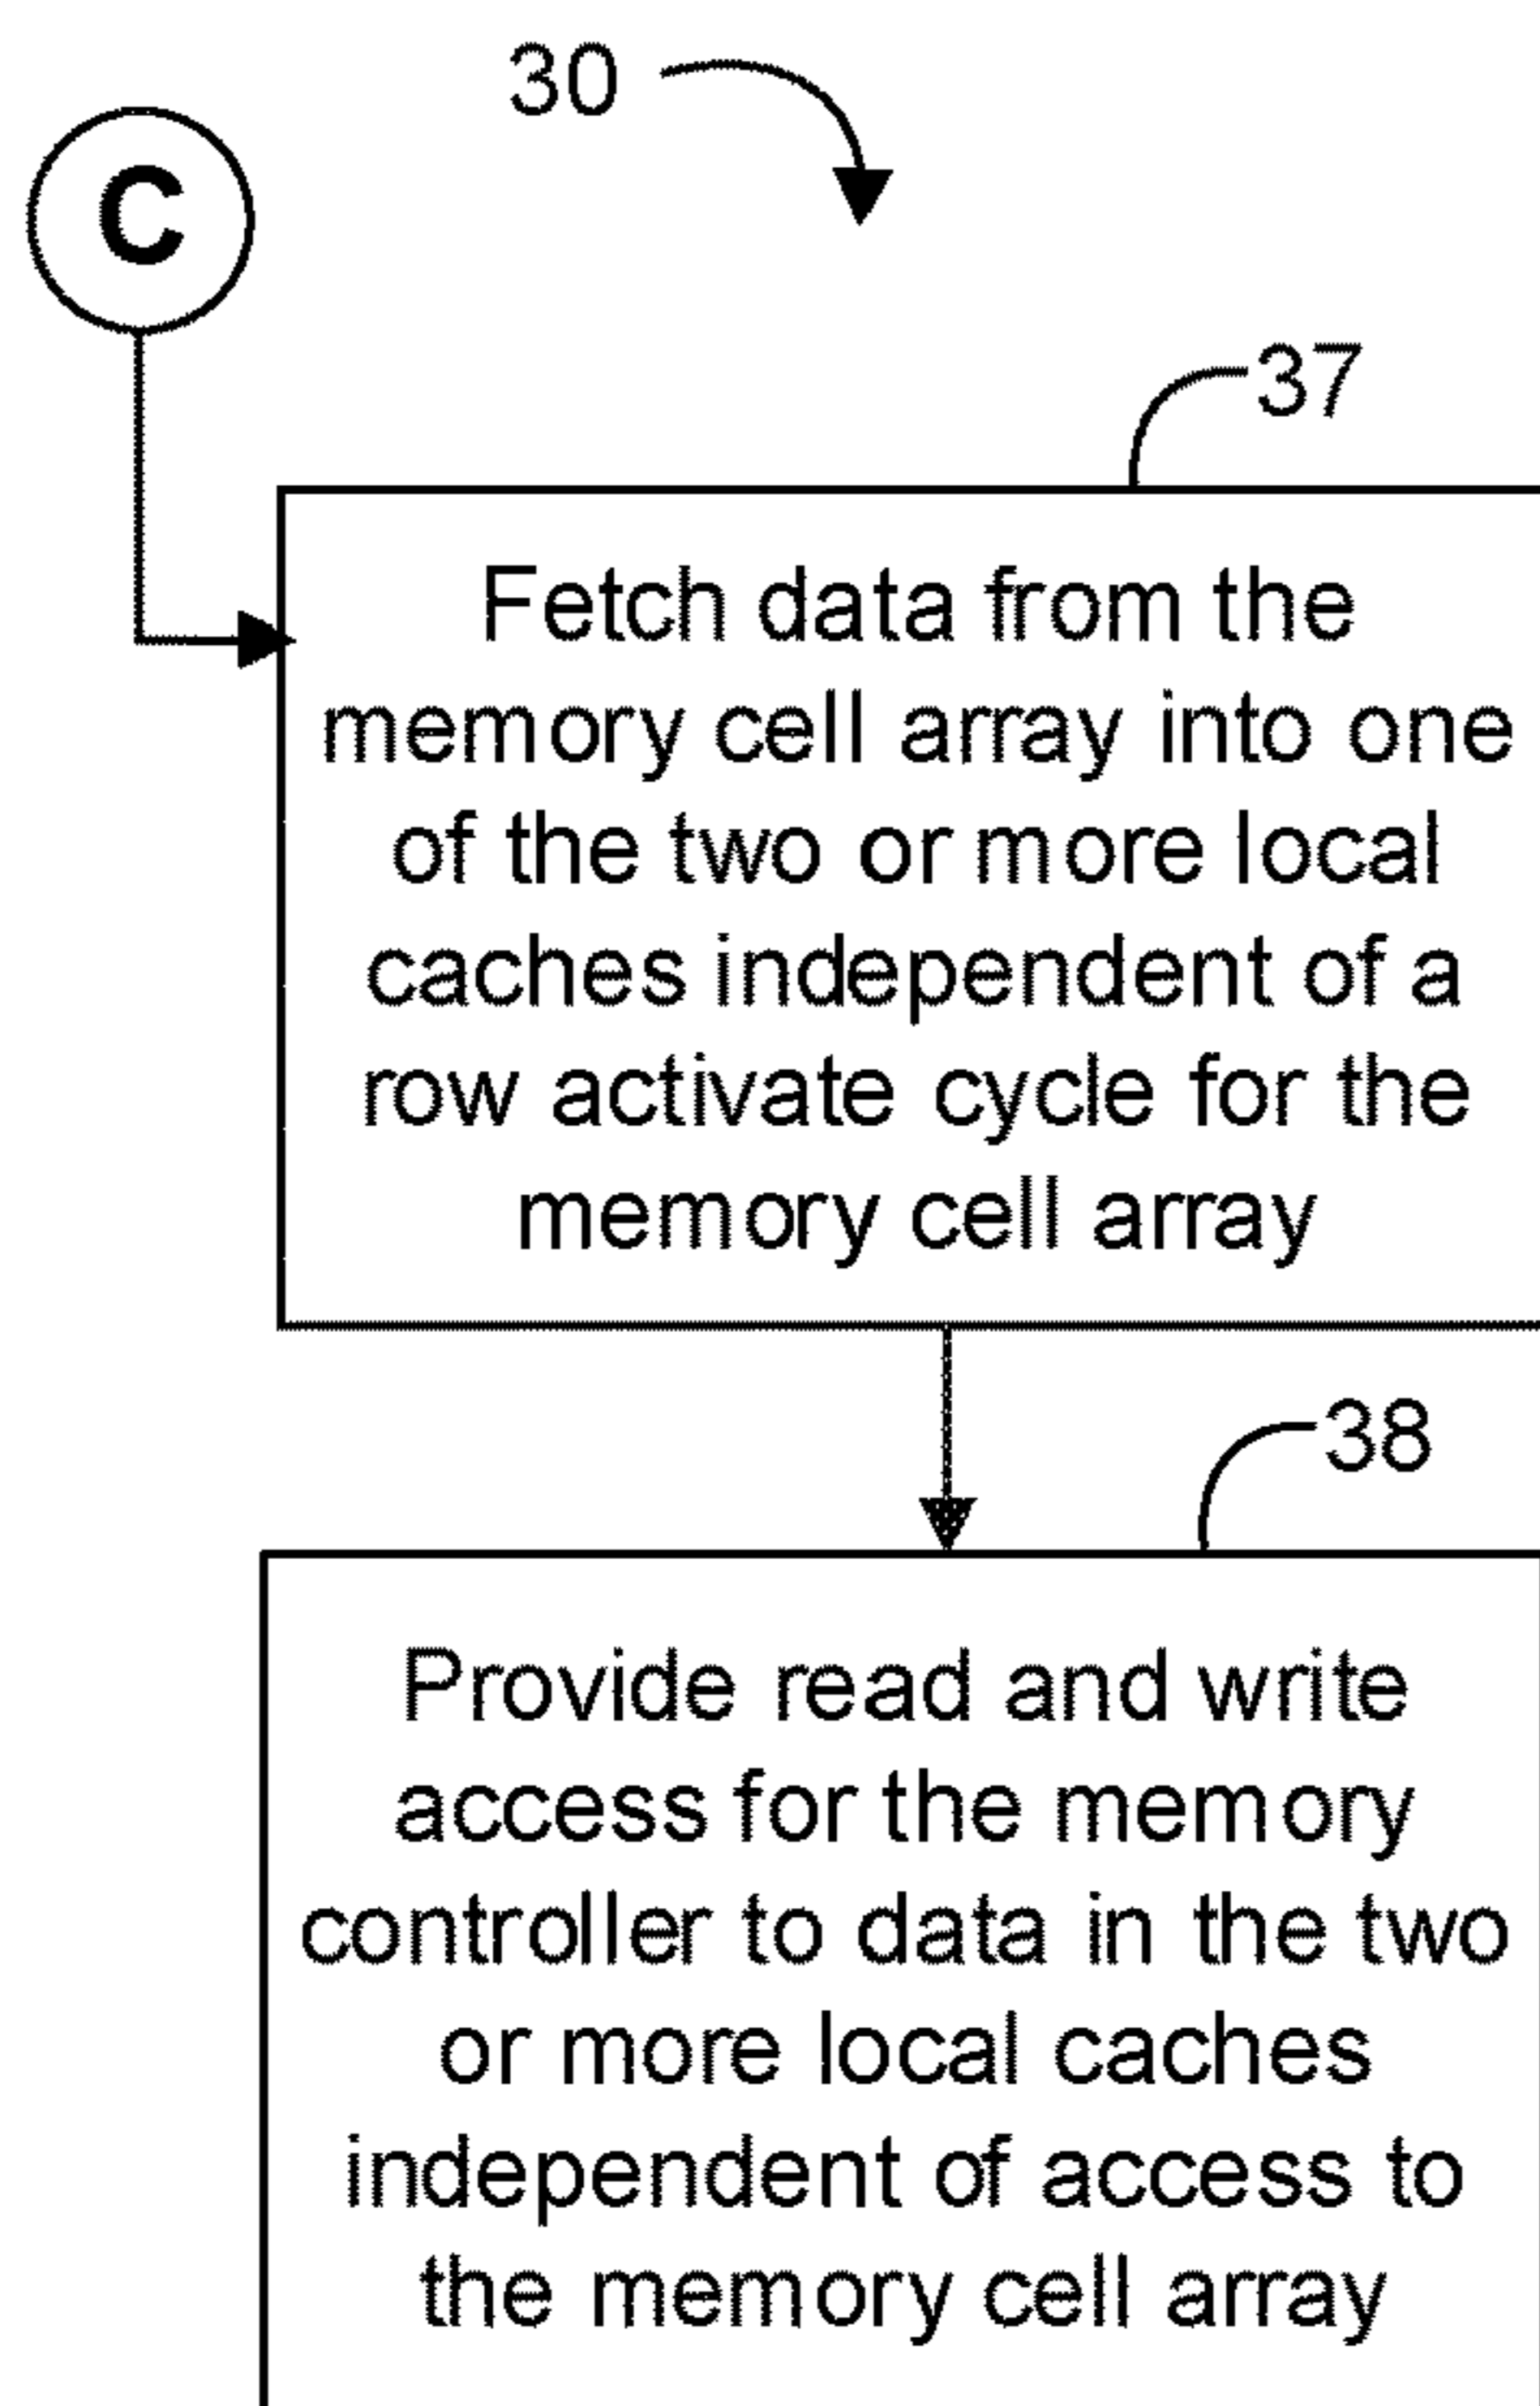 30
C
37
Fetch data from the
memory cell array into one
of the two or more local
caches independent of a
row activate cycle for the
memory cell array
38
Provide read and write
access for the memory
controller to data in the two
or more local caches
independent of access to
the memory cell array